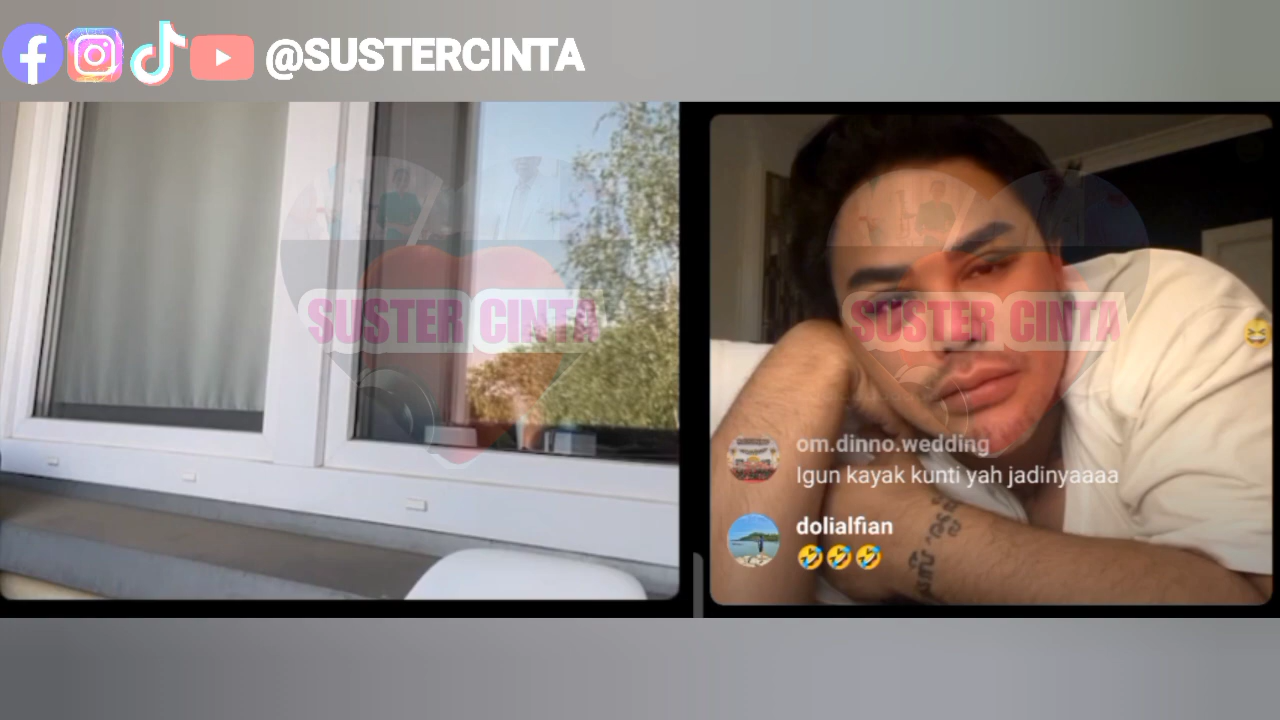 @SUSTERCINTA
SUSTER CINTA
SUSTER CINTA
om.dinno.wedding
Igun kayak kunti yah jadinyaaaa
dolialfian
🤣🤣🤣